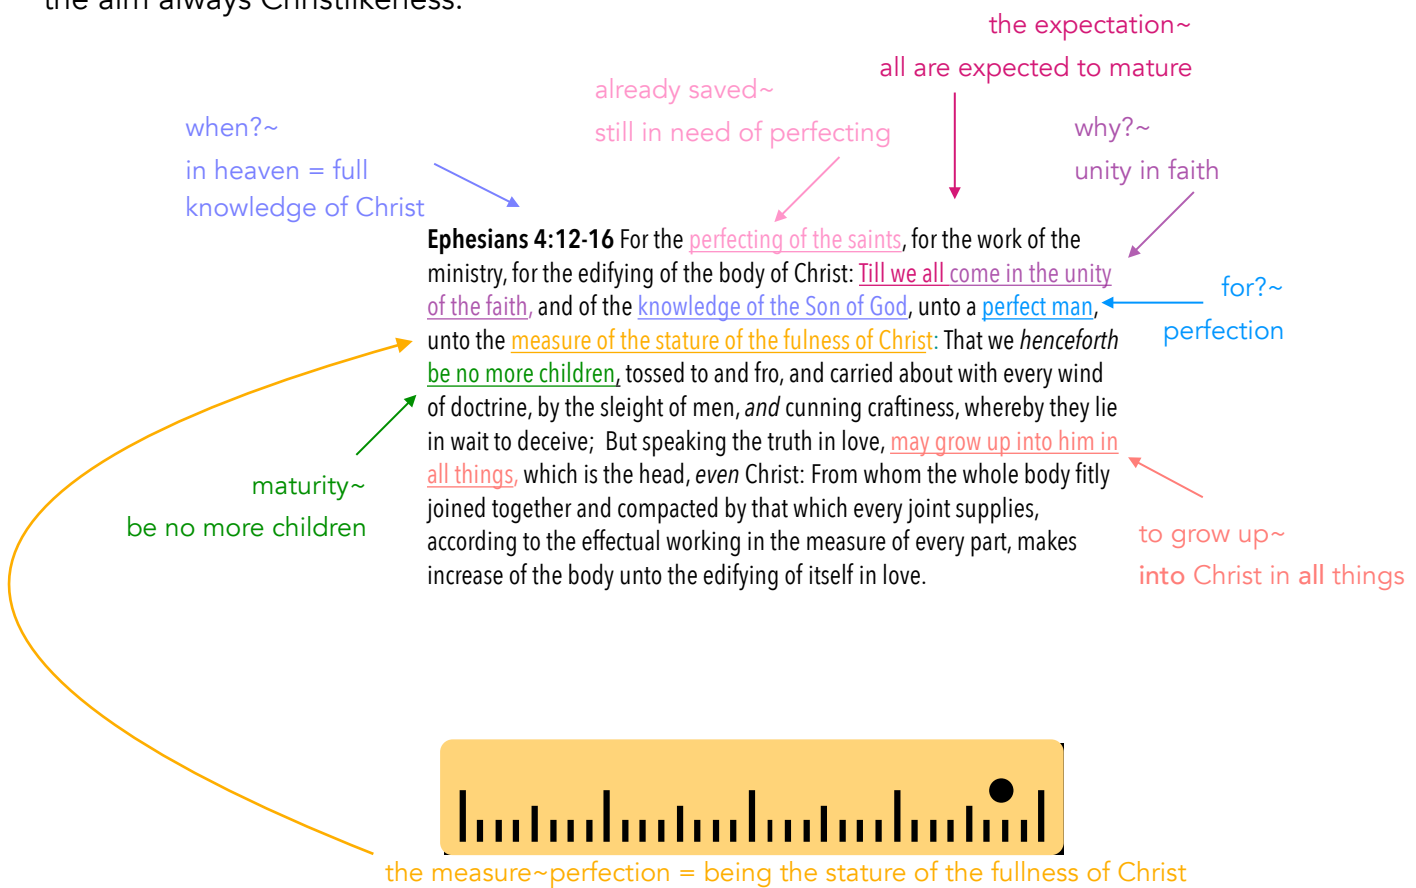 the aim always Christlikeness.
the expectation~
all are expected to mature
already saved~
still in need of perfecting
when?~
in heaven = full
knowledge of Christ
why?~
unity in faith
Ephesians 4:12-16 For the perfecting of the saints, for the work of the
ministry, for the edifying of the body of Christ: Till we all come in the unity
of the faith, and of the knowledge of the Son of God, unto a perfect man,
unto the measure of the stature of the fulness of Christ: That we henceforth
be no more children, tossed to and fro, and carried about with every wind
of doctrine, by the sleight of men, and cunning craftiness, whereby they lie
in wait to deceive;  But speaking the truth in love, may grow up into him in
all things, which is the head, even Christ: From whom the whole body fitly
joined together and compacted by that which every joint supplies,
according to the effectual working in the measure of every part, makes
increase of the body unto the edifying of itself in love.
for?~
perfection
maturity~
be no more children
to grow up~
into Christ in all things
the measure~perfection = being the stature of the fullness of Christ